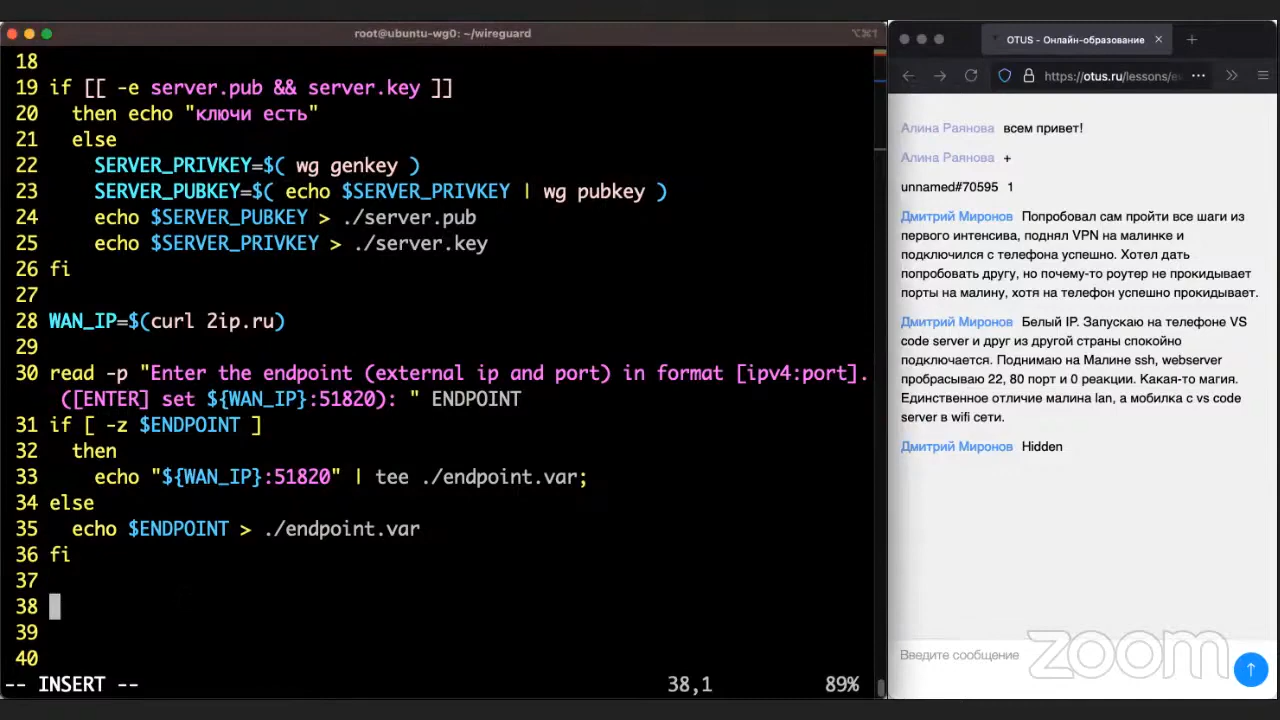 root@ubuntu-wg0: ~/wireguard
⌥⌘1
18
19 if [[ -e server.pub && server.key ]]
20   then echo "ключи есть"
21   else
22     SERVER_PRIVKEY=$( wg genkey )
23     SERVER_PUBKEY=$( echo $SERVER_PRIVKEY | wg pubkey )
24     echo $SERVER_PUBKEY > ./server.pub
25     echo $SERVER_PRIVKEY > ./server.key
26 fi
27
28 WAN_IP=$(curl 2ip.ru)
29
30 read -p "Enter the endpoint (external ip and port) in format [ipv4:port].
([ENTER] set ${WAN_IP}:51820): " ENDPOINT
31 if [ -z $ENDPOINT ]
32   then
33     echo "${WAN_IP}:51820" | tee ./endpoint.var;
34 else
35   echo $ENDPOINT > ./endpoint.var
36 fi
37
38
39
40
-- INSERT --
38,1
89%
OTUS - Онлайн-образование
https://otus.ru/lessons/
Алина Раянова всем привет!
Алина Раянова +
unnamed#70595 1
Дмитрий Миронов Попробовал сам пройти все шаги из
первого интенсива, поднял VPN на малинке и
подключился с телефона успешно. Хотел дать
попробовать другу, но почему-то роутер не прокидывает
порты на малину, хотя на телефон успешно прокидывает.
Дмитрий Миронов Белый IP. Запускаю на телефоне VS
code server и друг из другой страны спокойно
подключается. Поднимаю на Малине ssh, webserver
пробрасываю 22, 80 порт и 0 реакции. Какая-то магия.
Единственное отличие малина lan, а мобилка с vs code
server в wifi сети.
Дмитрий Миронов Hidden
Введите сообщение
zoom